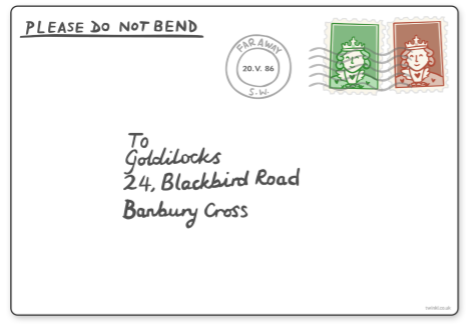 PLEASE DO NOT BEND
FAR AWAY
20.V. 86
S.W.
To
Goldilocks
24, Blackbird Road
Banbury Cross